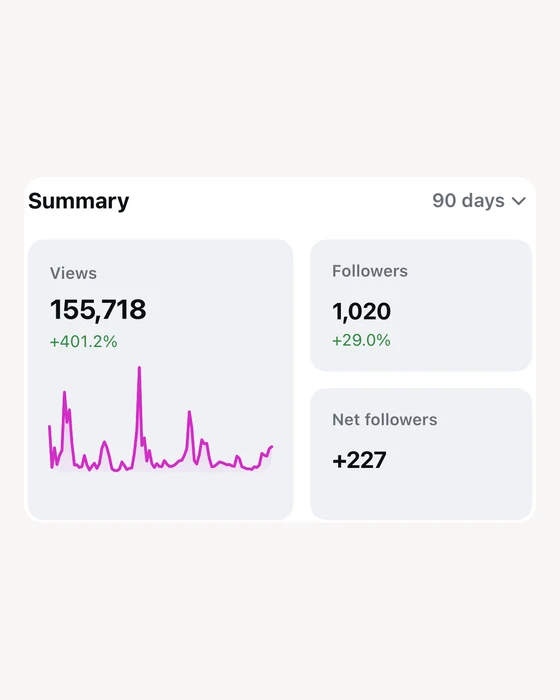 Summary
90 days
Views
155,718
+401.2%
Followers
1,020
+29.0%
Net followers
+227